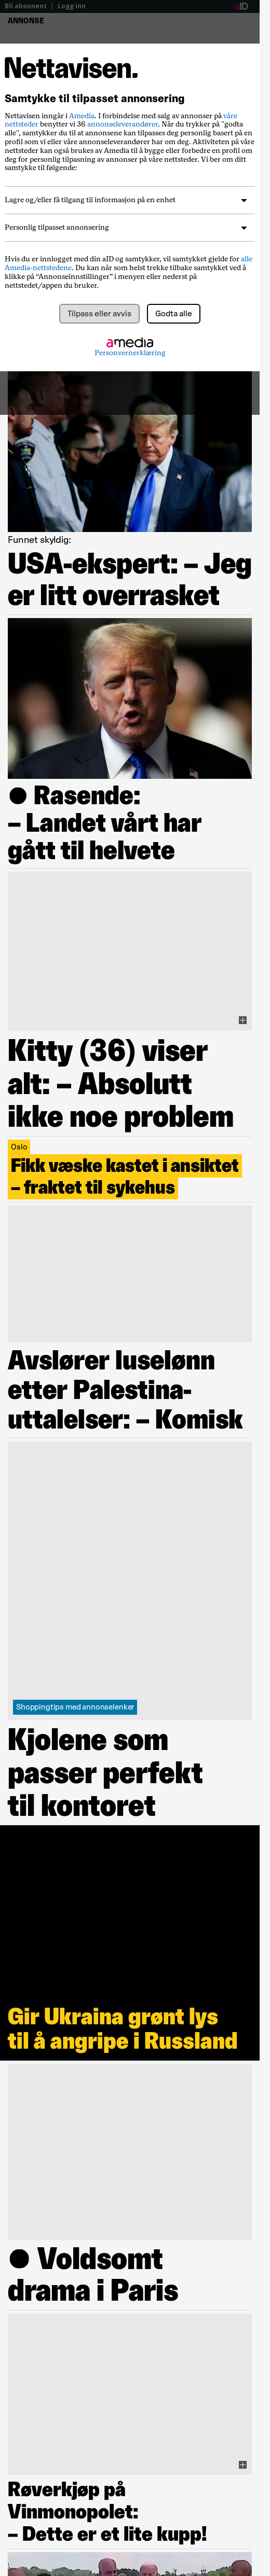 Bli abonnent | Logg inn
aID
ANNONSE
Nettavisen.
Samtykke til tilpasset annonsering
Nettavisen inngår i Amedia. I forbindelse med salg av annonser på våre
nettsteder benytter vi 36 annonseleverandører. Når du trykker på "godta
alle", samtykker du til at annonsene kan tilpasses deg personlig basert på en
profil som vi eller våre annonseleverandører har om deg. Aktiviteten på våre
nettsteder kan også brukes av Amedia til å bygge eller forbedre en profil om
deg for personlig tilpasning av annonser på våre nettsteder. Vi ber om ditt
samtykke til følgende:
Lagre og/eller få tilgang til informasjon på en enhet
Personlig tilpasset annonsering
Hvis du er innlogget med din aID og samtykker, vil samtykket gjelde for alle
Amedia-nettstedene. Du kan når som helst trekke tilbake samtykket ved å
klikke på “Annonseinnstillinger” i menyen eller nederst på
nettstedet/appen du bruker.
Tilpass eller avvis
Godta alle
amedia
Personvernerklæring
Funnet skyldig:
USA-ekspert: – Jeg
er litt overrasket
● Rasende:
– Landet vårt har
gått til helvete
Kitty (36) viser
alt: – Absolutt
ikke noe problem
Oslo
Fikk væske kastet i ansiktet
– fraktet til sykehus
Avslører luselønn
etter Palestina-
uttalelser: – Komisk
Shoppingtips med annonselenker
Kjolene som
passer perfekt
til kontoret
Gir Ukraina grønt lys
til å angripe i Russland
● Voldsomt
drama i Paris
Røverkjøp på
Vinmonopolet:
– Dette er et lite kupp!